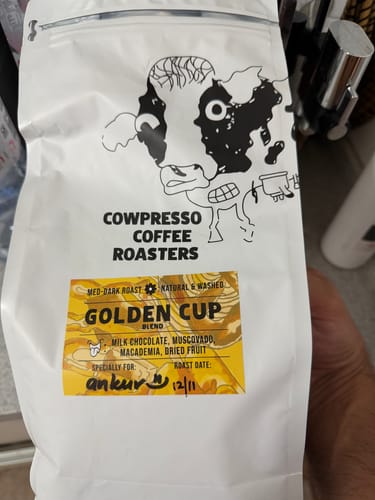 COWPRESSO
COFFEE
ROASTERS
MED-DARK ROAST NATURAL & WASHED
GOLDEN CUP
BLEND
MILK CHOCOLATE, MUSCOVADO,
MACADEMIA, DRIED FRUIT
SPECIALLY FOR: ROAST DATE:
ankur 12/11